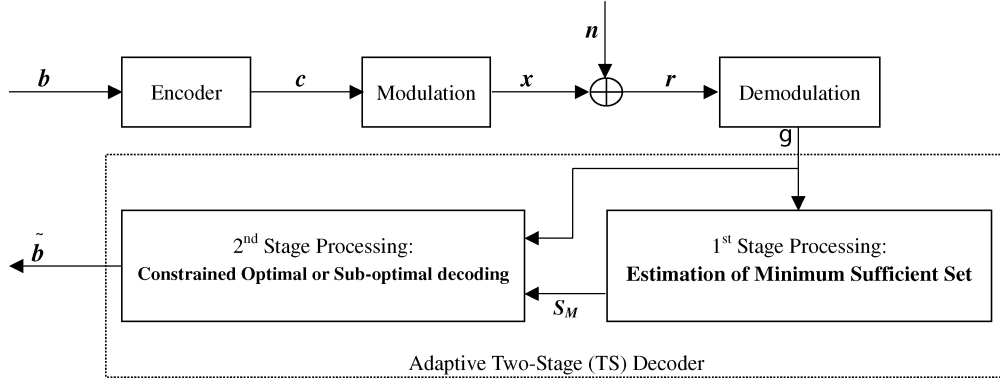 n
b
c
x
r
Encoder
Modulation
Demodulation
g
b̃
2nd Stage Processing:
Constrained Optimal or Sub-optimal decoding
1st Stage Processing:
Estimation of Minimum Sufficient Set
SM
Adaptive Two-Stage (TS) Decoder